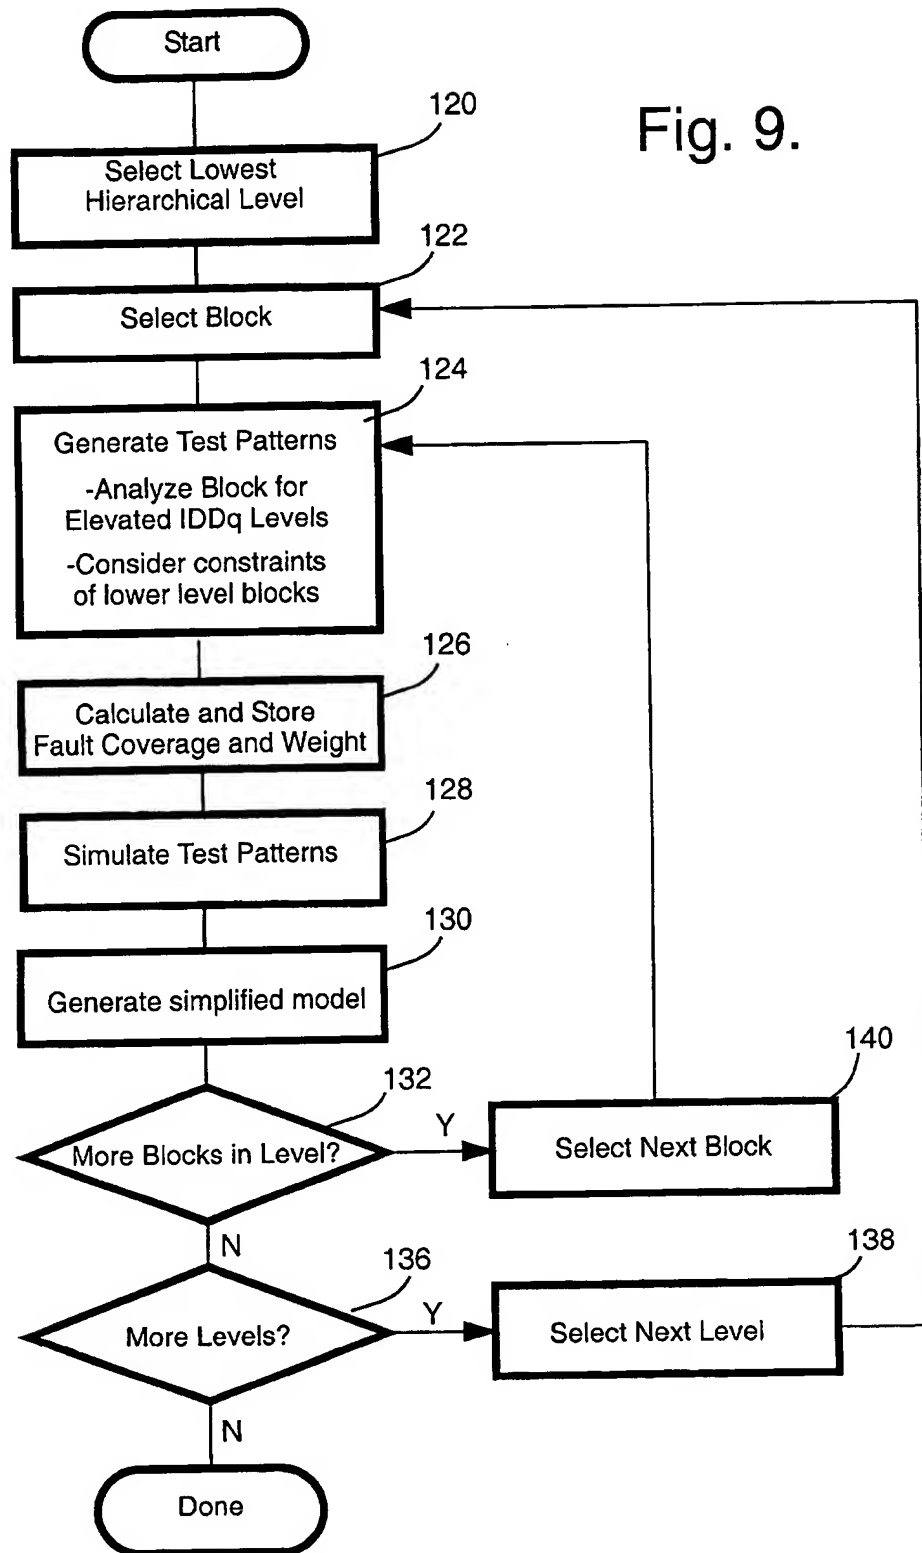 Start
Fig. 9.
120
Select Lowest
Hierarchical Level
122
Select Block
124
Generate Test Patterns
-Analyze Block for
Elevated IDDq Levels
-Consider constraints
of lower level blocks
126
Calculate and Store
Fault Coverage and Weight
128
Simulate Test Patterns
130
Generate simplified model
132
More Blocks in Level?
Y
140
Select Next Block
N
136
More Levels?
Y
138
Select Next Level
N
Done